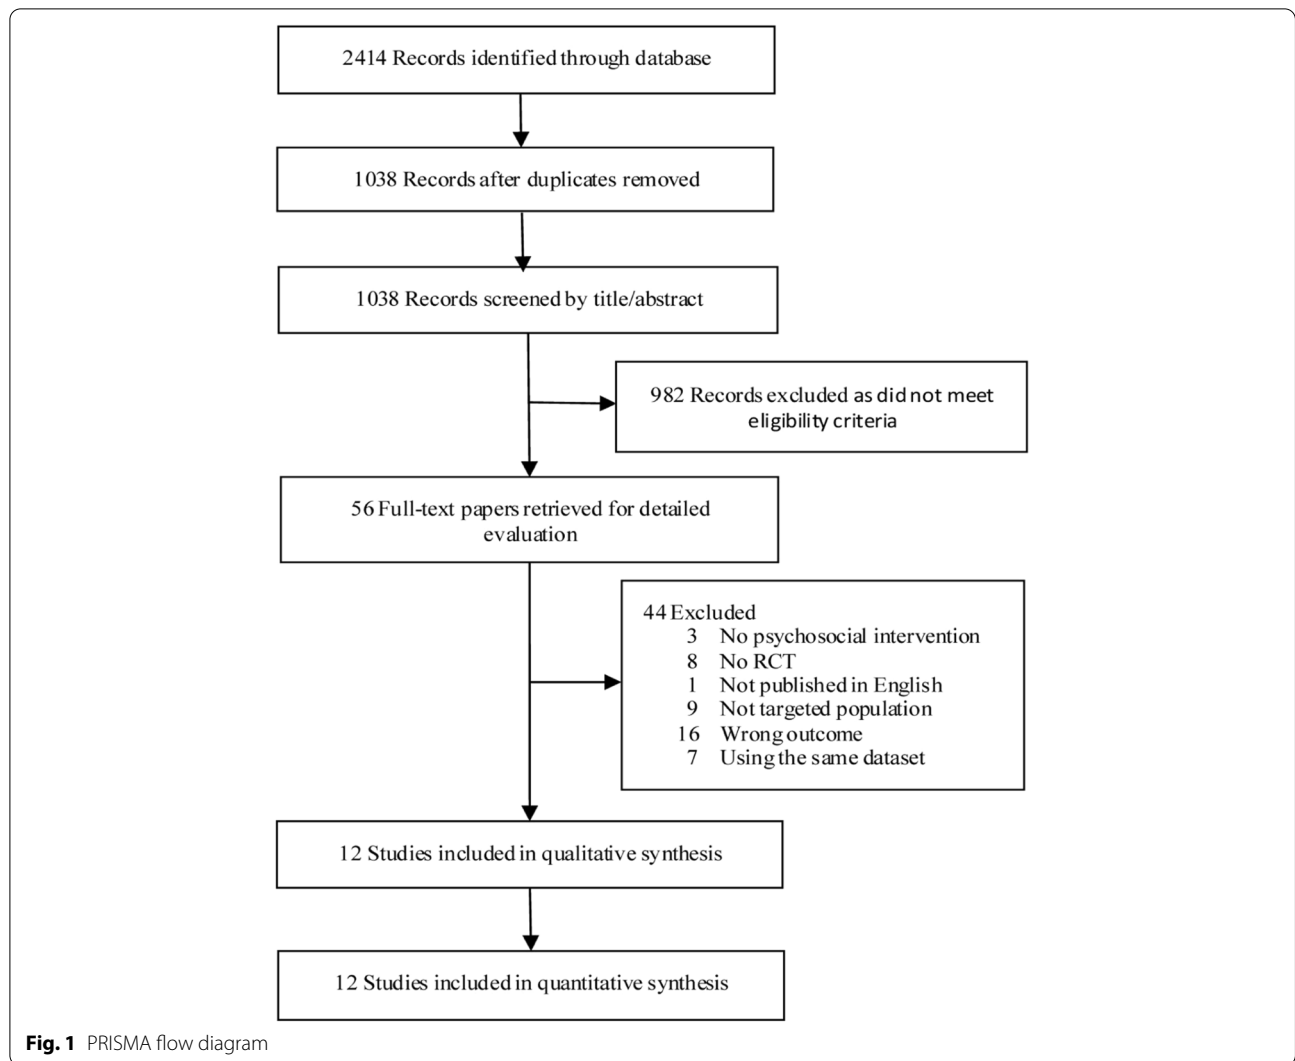 2414 Records identified through database
1038 Records after duplicates removed
1038 Records screened by title/abstract
982 Records excluded as did not meet
eligibility criteria
56 Full-text papers retrieved for detailed
evaluation
44 Excluded
3 No psychosocial intervention
8 No RCT
1 Not published in English
9 Not targeted population
16 Wrong outcome
7 Using the same dataset
12 Studies included in qualitative synthesis
12 Studies included in quantitative synthesis
Fig. 1 PRISMA flow diagram